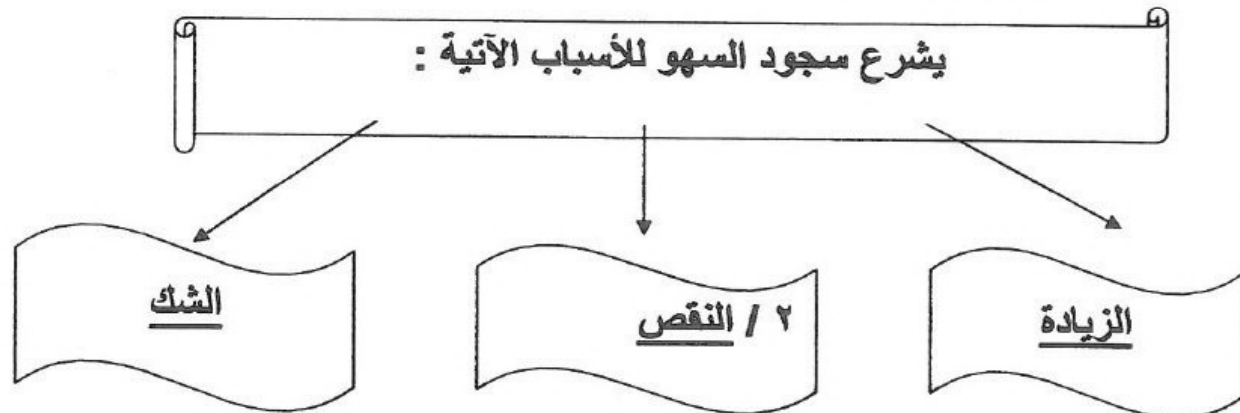 يشرع سجود السهو للأسباب الآتية :
الزيادة
٢ / النقص
الشك